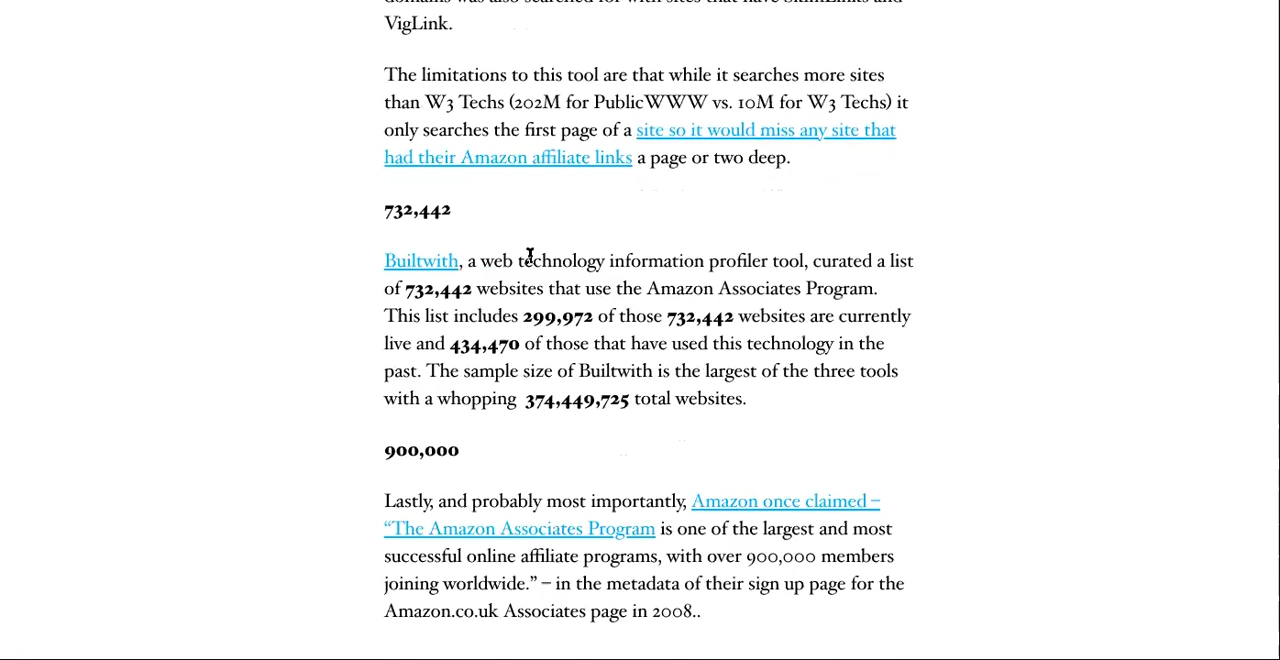 VigLink.
The limitations to this tool are that while it searches more sites
than W3 Techs (202M for PublicWWW vs. 10M for W3 Techs) it
only searches the first page of a site so it would miss any site that
had their Amazon affiliate links a page or two deep.
732,442
Builtwith, a web technology information profiler tool, curated a list
of 732,442 websites that use the Amazon Associates Program.
This list includes 299,972 of those 732,442 websites are currently
live and 434,470 of those that have used this technology in the
past. The sample size of Builtwith is the largest of the three tools
with a whopping 374,449,725 total websites.
900,000
Lastly, and probably most importantly, Amazon once claimed –
“The Amazon Associates Program is one of the largest and most
successful online affiliate programs, with over 900,000 members
joining worldwide.” – in the metadata of their sign up page for the
Amazon.co.uk Associates page in 2008..